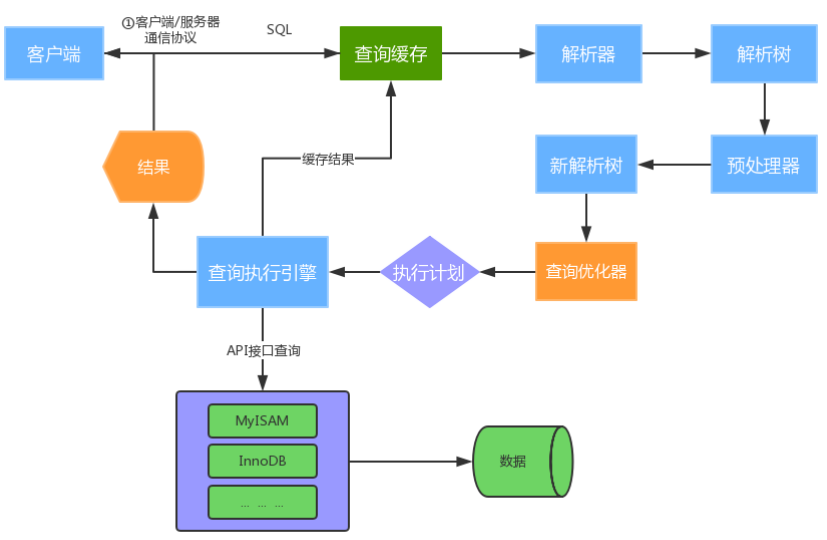 ①客户端/服务器
通信协议
SQL
客户端
查询缓存
解析器
解析树
结果
缓存结果
新解析树
预处理器
查询执行引擎
执行计划
查询优化器
API接口查询
MyISAM
InnoDB
... ... ...
数据